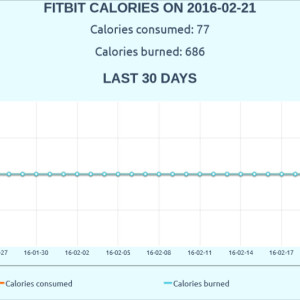 FITBIT CALORIES ON 2016-02-21
Calories consumed: 77
Calories burned: 686
LAST 30 DAYS
-27 16-01-30 16-02-02 16-02-05 16-02-08 16-02-11 16-02-14 16-02-17
Calories consumed Calories burned